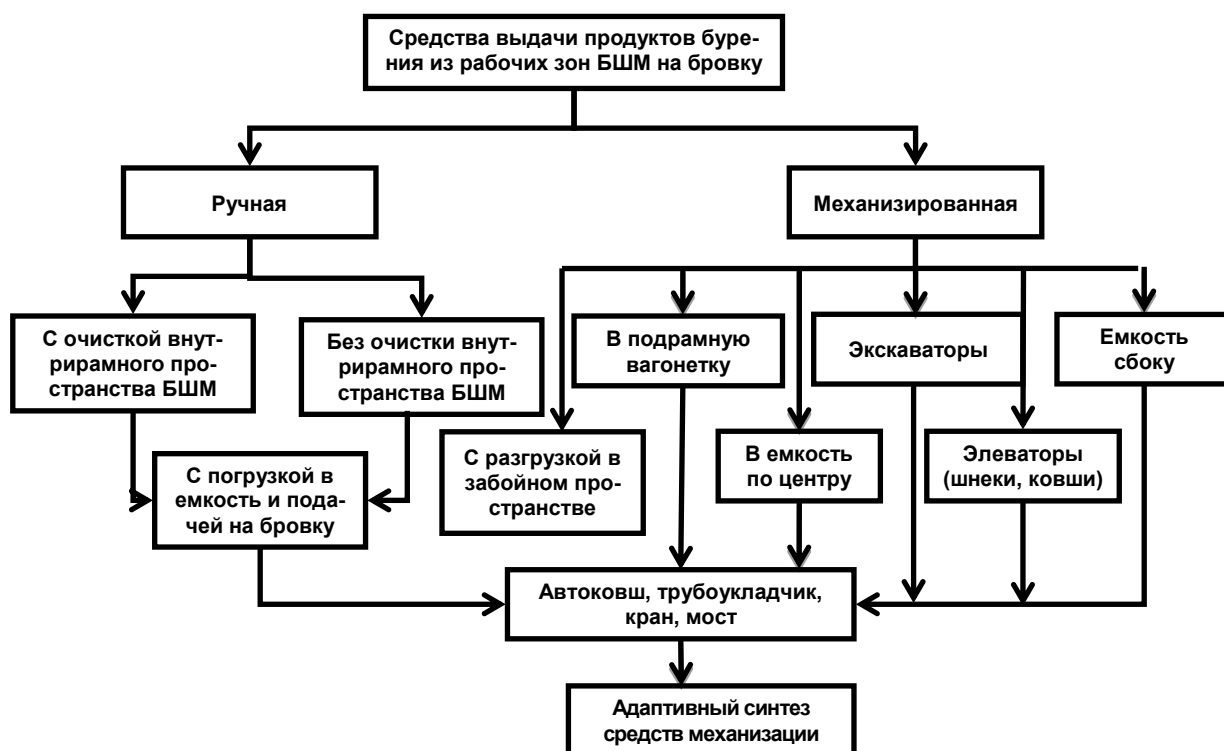 Средства выдачи продуктов буре-
ния из рабочих зон БШМ на бровку
Ручная
Механизированная
С очисткой внут-
рирамного про-
странства БШМ
Без очистки внут-
рирамного про-
странства БШМ
В подрамную
вагонетку
Экскаваторы
Емкость
сбоку
С погрузкой в
емкость и пода-
чей на бровку
С разгрузкой в
забойном про-
странстве
В емкость
по центру
Элеваторы
(шнеки, ковши)
Автоковш, трубоукладчик,
кран, мост
Адаптивный синтез
средств механизации